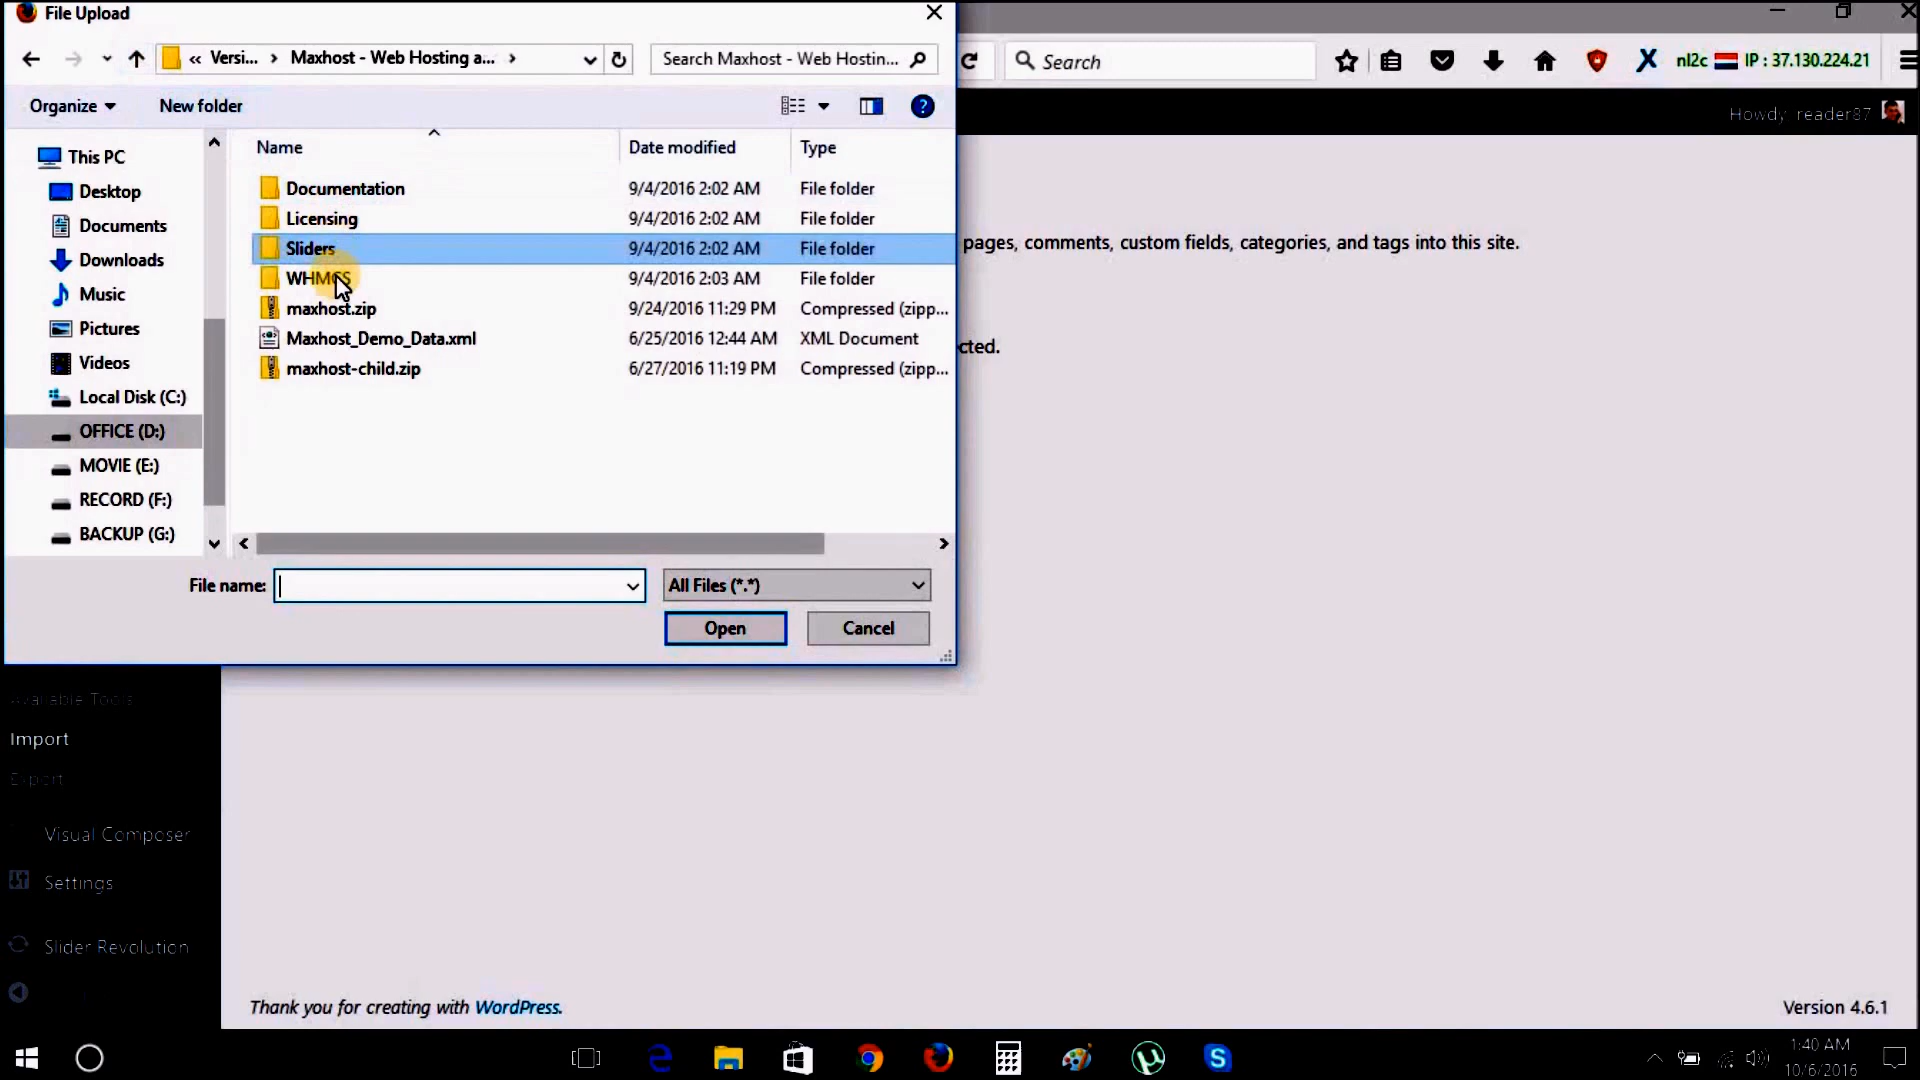 File Upload
« Versi... > Maxhost - Web Hosting a... >
Search Maxhost - Web Hostin...
Search
nl2c IP : 37.130.224.21
Organize
New folder
Howdy, reader87
Name
Date modified
Type
This PC
Desktop
Documents
Downloads
Music
Pictures
Videos
Local Disk (C:)
OFFICE (D:)
MOVIE (E:)
RECORD (F:)
BACKUP (G:)
Documentation 9/4/2016 2:02 AM File folder
Licensing 9/4/2016 2:02 AM File folder
Sliders 9/4/2016 2:02 AM File folder
WHMCS 9/4/2016 2:03 AM File folder
maxhost.zip 9/24/2016 11:29 PM Compressed (zipp...
Maxhost_Demo_Data.xml 6/25/2016 12:44 AM XML Document
maxhost-child.zip 6/27/2016 11:19 PM Compressed (zipp...
pages, comments, custom fields, categories, and tags into this site.
cted.
File name:
All Files (*.*)
Open
Cancel
Available Tools
Import
Export
Visual Composer
Settings
Slider Revolution
Thank you for creating with WordPress.
Version 4.6.1
1:40 AM
10/6/2016